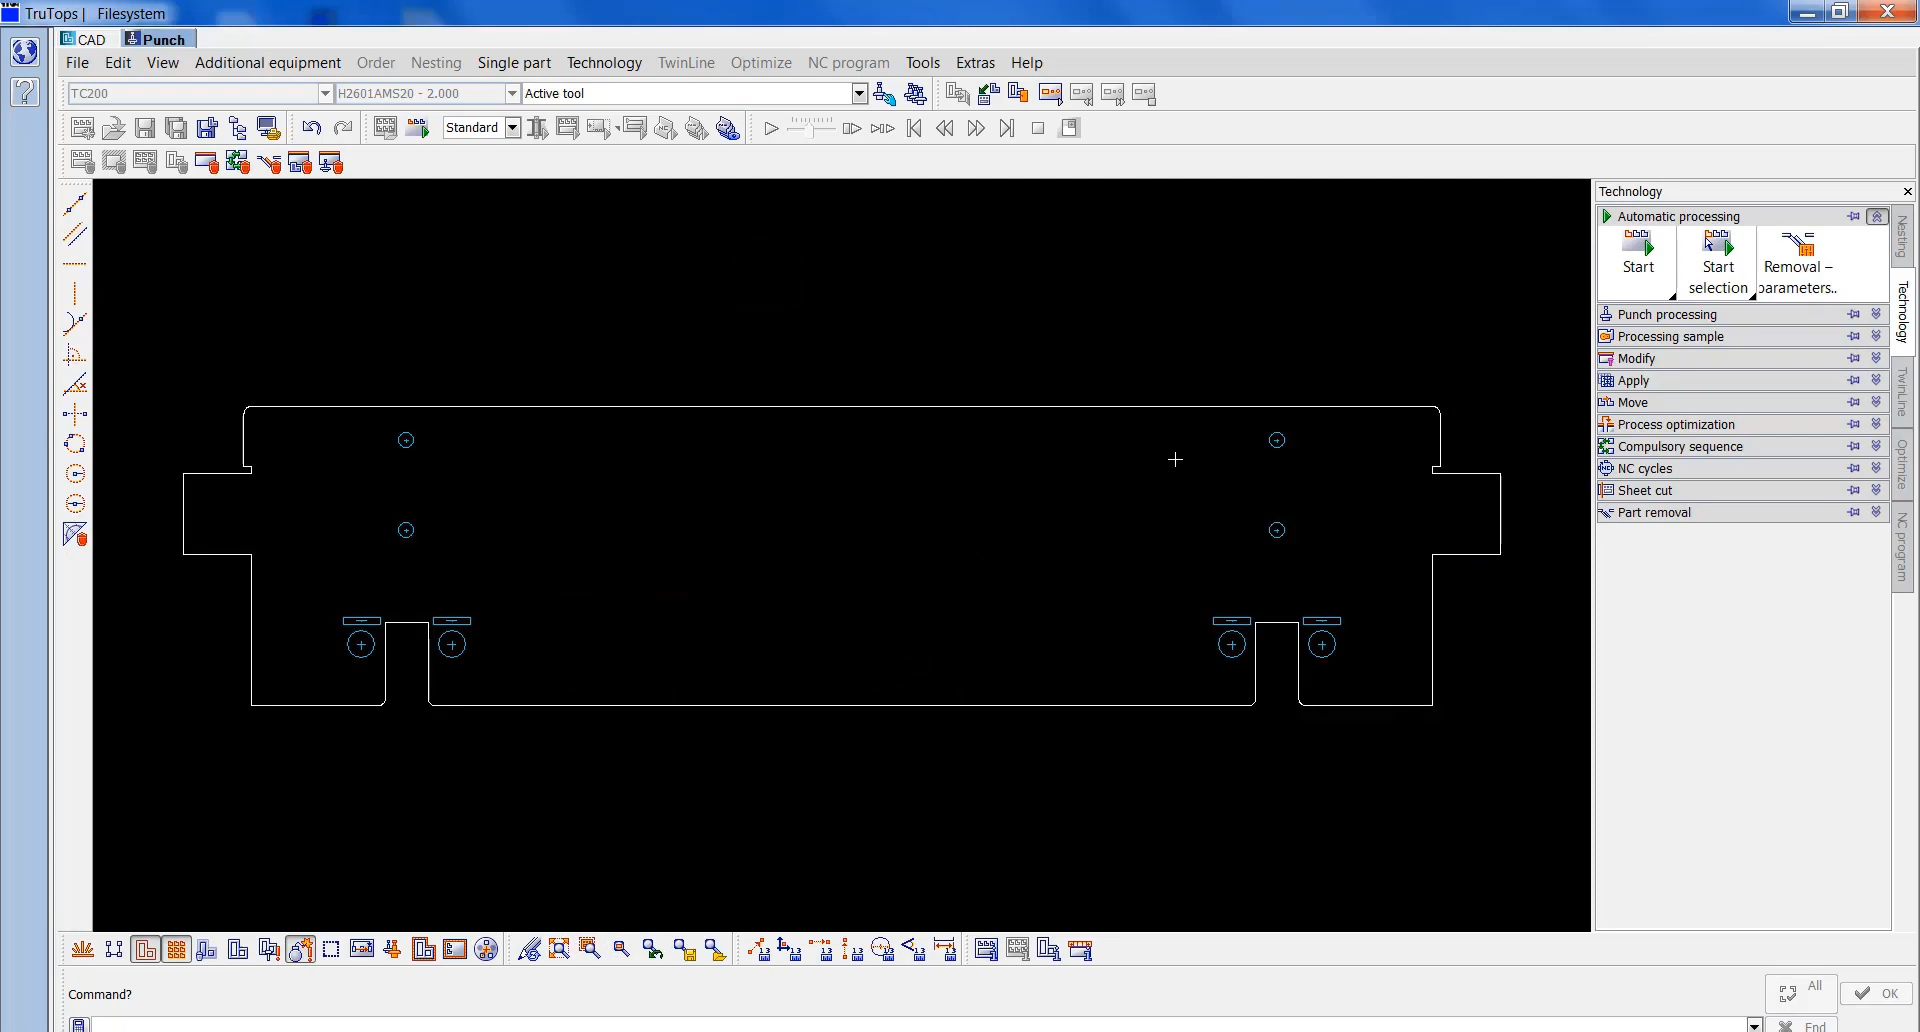 TruTops | Filesystem
CAD Punch
File Edit View Additional equipment Order Nesting Single part Technology TwinLine Optimize NC program Tools Extras Help
TC200 H2601AMS20 - 2.000 Active tool
Standard
Technology
Automatic processing
Start
Start selection
Removal – parameters..
Punch processing
Processing sample
Modify
Apply
Move
Process optimization
Compulsory sequence
NC cycles
Sheet cut
Part removal
Nesting
Technology
TwinLine
Optimize
NC program
Command?
All
OK
End